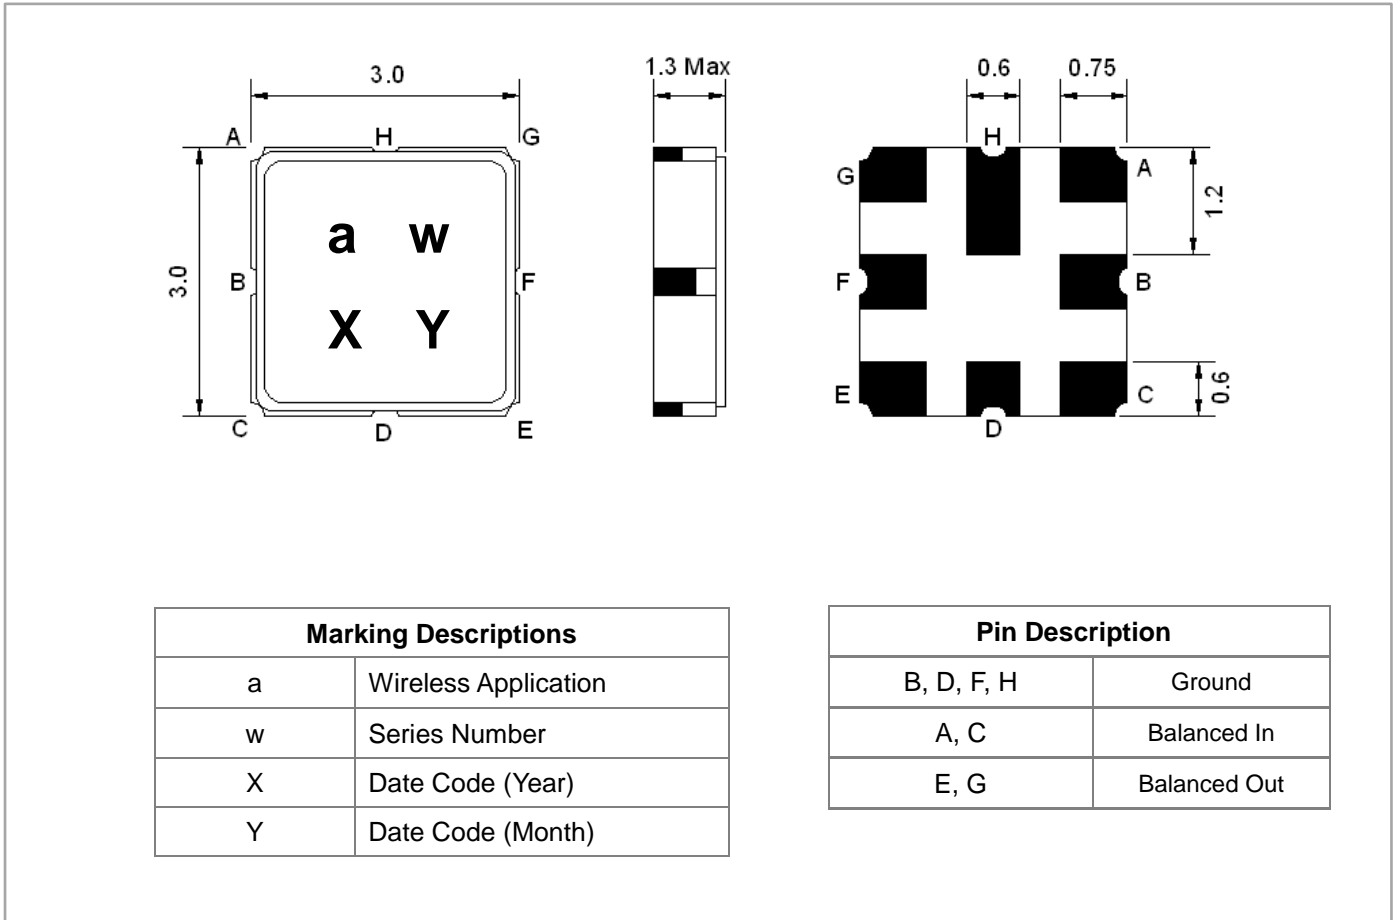 3.0
1.3 Max
0.6 0.75
A H G
H
G A
a w
1.2
3.0
B F
F B
X Y
E C
0.6
C D E
D
Marking Descriptions
a Wireless Application
w Series Number
X Date Code (Year)
Y Date Code (Month)
Pin Description
B, D, F, H Ground
A, C Balanced In
E, G Balanced Out